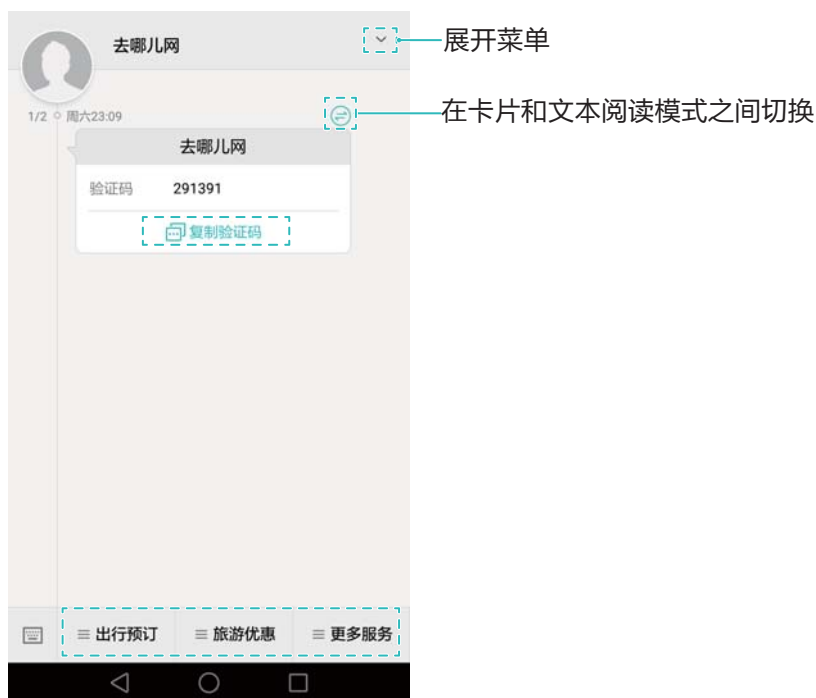 去哪儿网
展开菜单
1/2 周六23:09
在卡片和文本阅读模式之间切换
去哪儿网
验证码 291391
复制验证码
出行预订 旅游优惠 更多服务